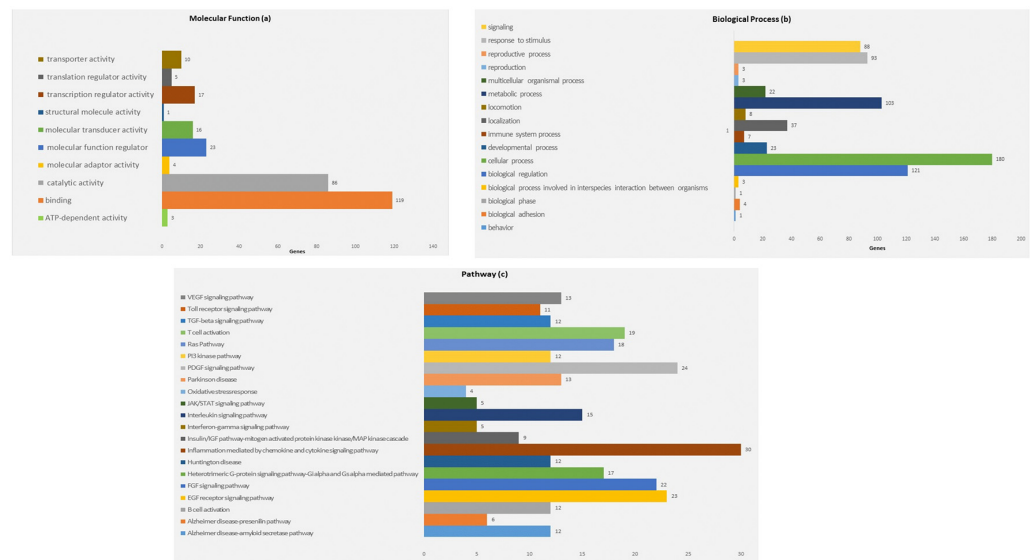 Molecular Function (a)
transporter activity
10
translation regulator activity
5
transcription regulator activity
17
structural molecule activity
1
molecular transducer activity
16
molecular function regulator
23
molecular adaptor activity
4
catalytic activity
86
binding
119
ATP-dependent activity
3
0 20 40 60 80 100 120 140
Genes
Biological Process (b)
signaling
88
response to stimulus
93
reproductive process
3
reproduction
3
multicellular organismal process
22
metabolic process
103
locomotion
8
localization
37
1
immune system process
7
developmental process
23
cellular process
180
biological regulation
121
biological process involved in interspecies interaction between organisms
3
biological phase
1
biological adhesion
4
behavior
1
0 20 40 60 80 100 120 140 160 180 200
Genes
Pathway (c)
VEGF signaling pathway
13
Toll receptor signaling pathway
11
TGF-beta signaling pathway
12
T cell activation
19
Ras Pathway
18
PI3 kinase pathway
12
PDGF signaling pathway
24
Parkinson disease
13
Oxidative stress response
4
JAK/STAT signaling pathway
5
Interleukin signaling pathway
15
Interferon-gamma signaling pathway
5
Insulin/IGF pathway-mitogen activated protein kinase kinase/MAP kinase cascade
9
Inflammation mediated by chemokine and cytokine signaling pathway
30
Huntington disease
12
Heterotrimeric G-protein signaling pathway-Gi alpha and Gs alpha mediated pathway
17
FGF signaling pathway
22
EGF receptor signaling pathway
23
B cell activation
12
Alzheimer disease-presenilin pathway
6
Alzheimer disease-amyloid secretase pathway
12
0 5 10 15 20 25 30